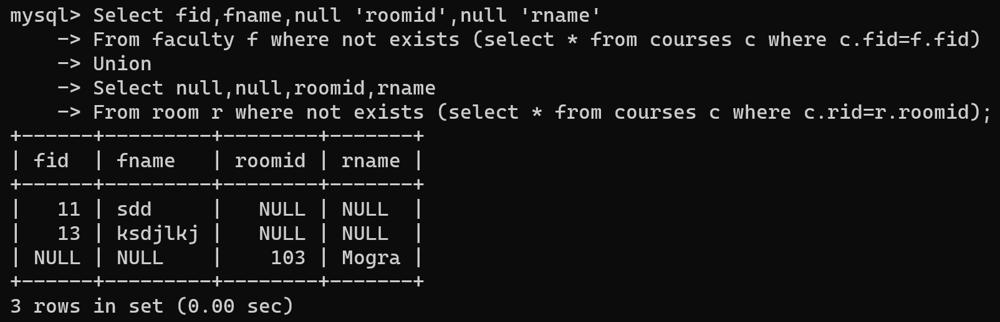 mysql> Select fid,fname,null 'roomid',null 'rname'
    -> From faculty f where not exists (select * from courses c where c.fid=f.fid)
    -> Union
    -> Select null,null,roomid,rname
    -> From room r where not exists (select * from courses c where c.rid=r.roomid);
+------+---------+--------+-------+
| fid  | fname   | roomid | rname |
+------+---------+--------+-------+
|   11 | sdd     |   NULL | NULL  |
|   13 | ksdjlkj |   NULL | NULL  |
| NULL | NULL    |    103 | Mogra |
+------+---------+--------+-------+
3 rows in set (0.00 sec)